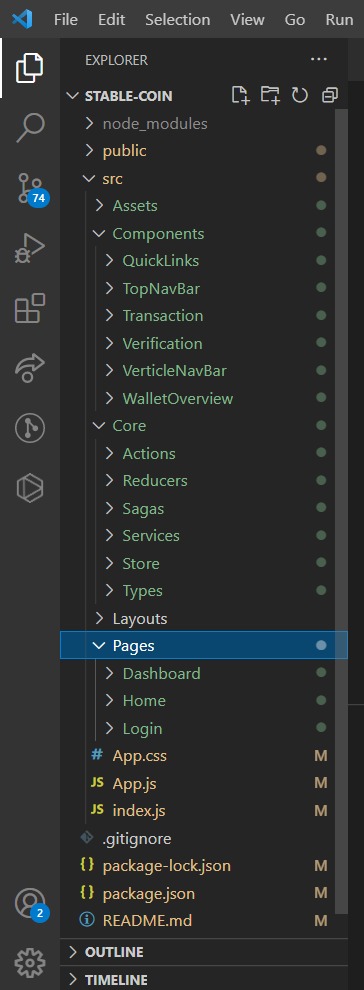 File Edit Selection View Go Run
EXPLORER
STABLE-COIN
node_modules
public
src
Assets
Components
QuickLinks
TopNavBar
Transaction
Verification
VerticleNavBar
WalletOverview
Core
Actions
Reducers
Sagas
Services
Store
Types
Layouts
Pages
Dashboard
Home
Login
# App.css M
JS App.js M
JS index.js M
.gitignore
{} package-lock.json M
{} package.json M
README.md M
OUTLINE
TIMELINE
74
2